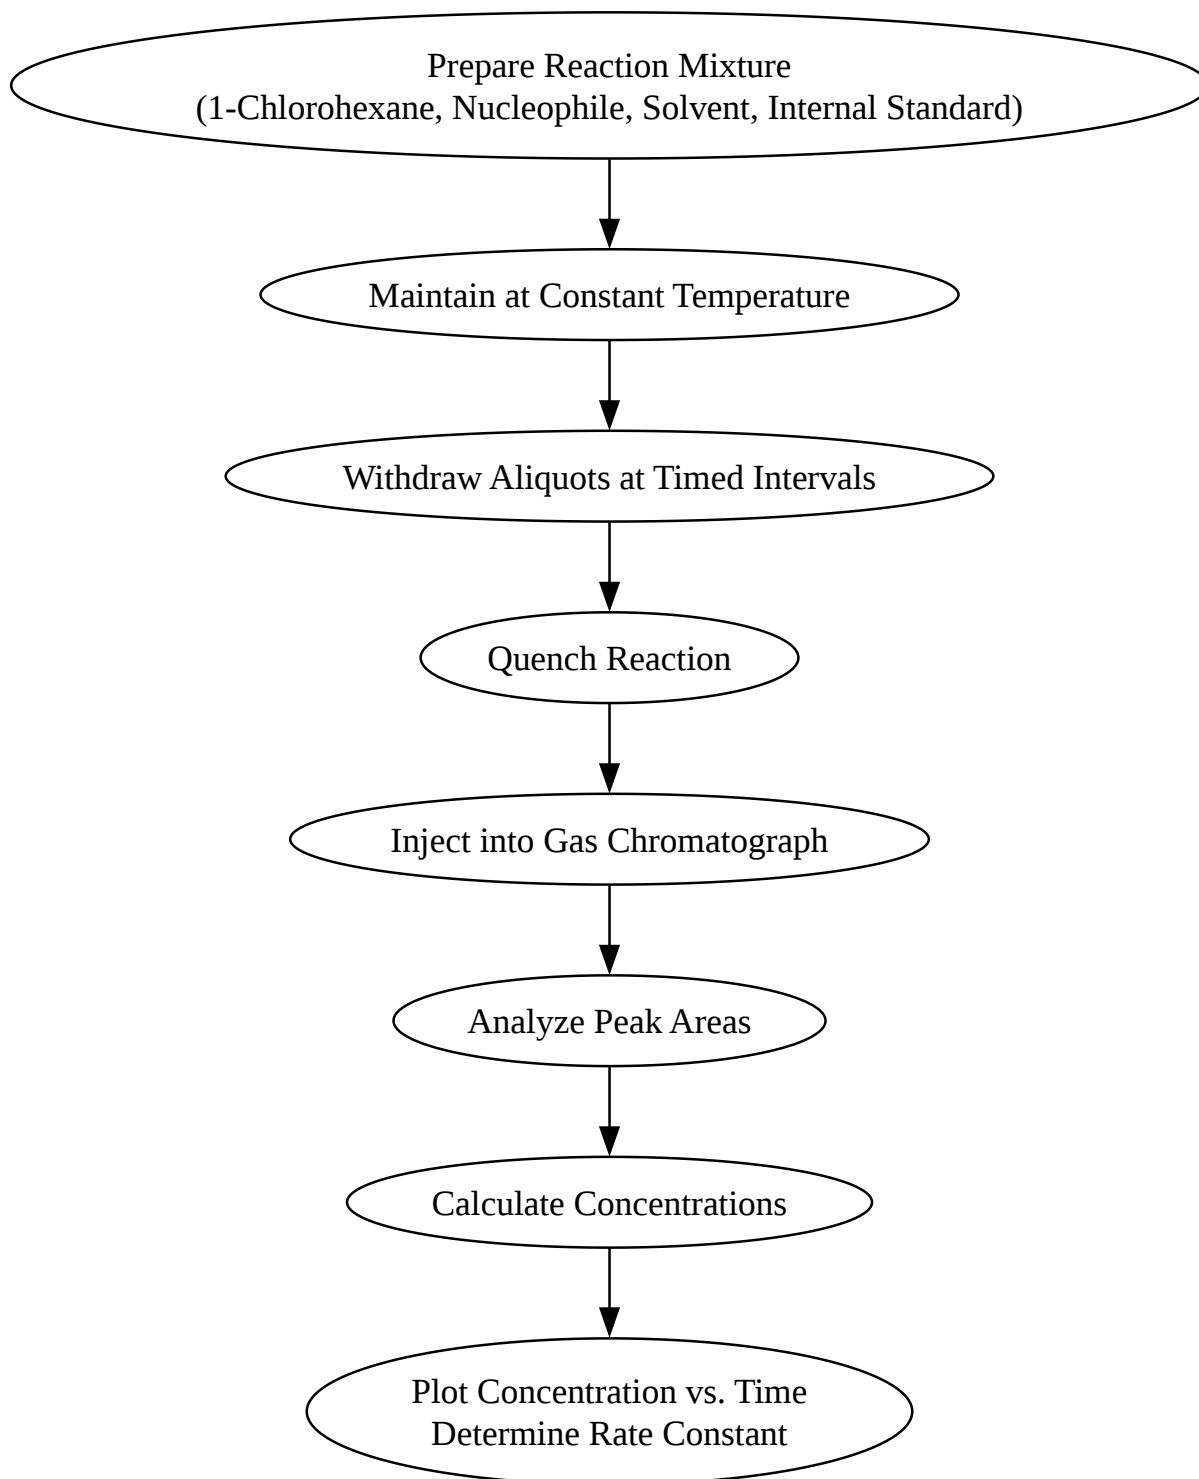 Prepare Reaction Mixture
(1-Chlorohexane, Nucleophile, Solvent, Internal Standard)
Maintain at Constant Temperature
Withdraw Aliquots at Timed Intervals
Quench Reaction
Inject into Gas Chromatograph
Analyze Peak Areas
Calculate Concentrations
Plot Concentration vs. Time
Determine Rate Constant